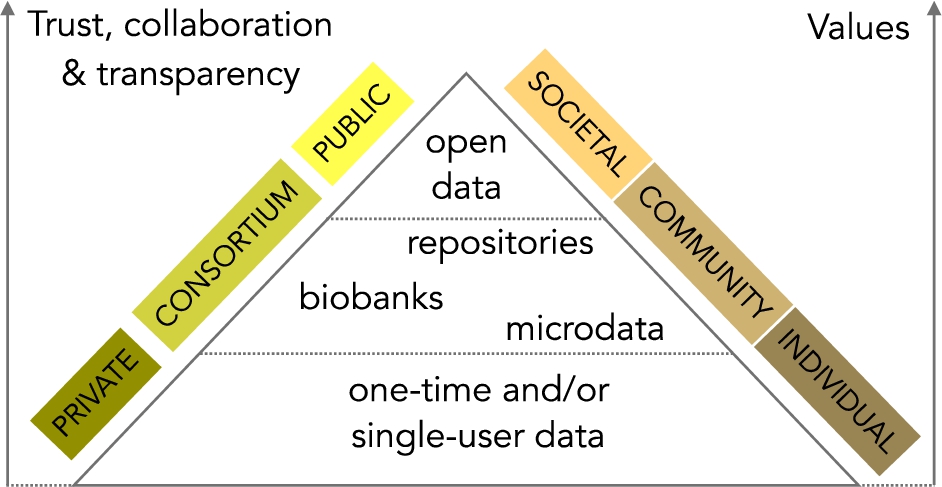 Trust, collaboration
& transparency
Values
PUBLIC
CONSORTIUM
PRIVATE
SOCIETAL
COMMUNITY
INDIVIDUAL
open
data
repositories
biobanks
microdata
one-time and/or
single-user data